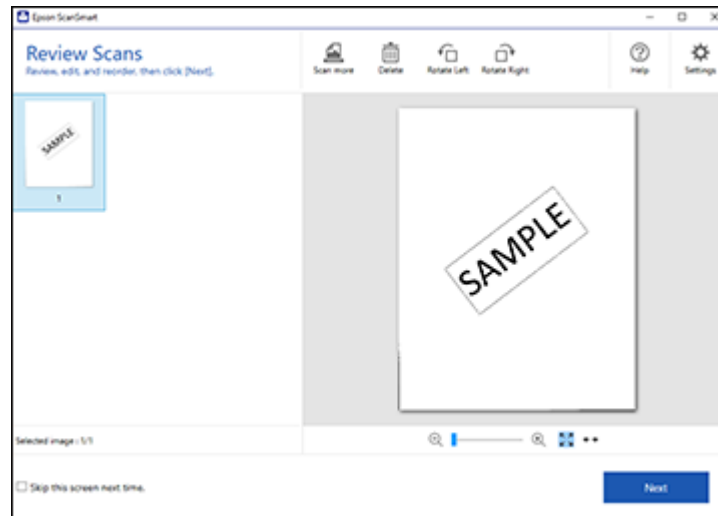 Epson ScanSmart
Review Scans
Review, edit, and reorder, then click [Next].
Scan more
Delete
Rotate Left
Rotate Right
Help
Settings
SAMPLE
1
SAMPLE
Selected image : 1/1
Skip this screen next time.
Next